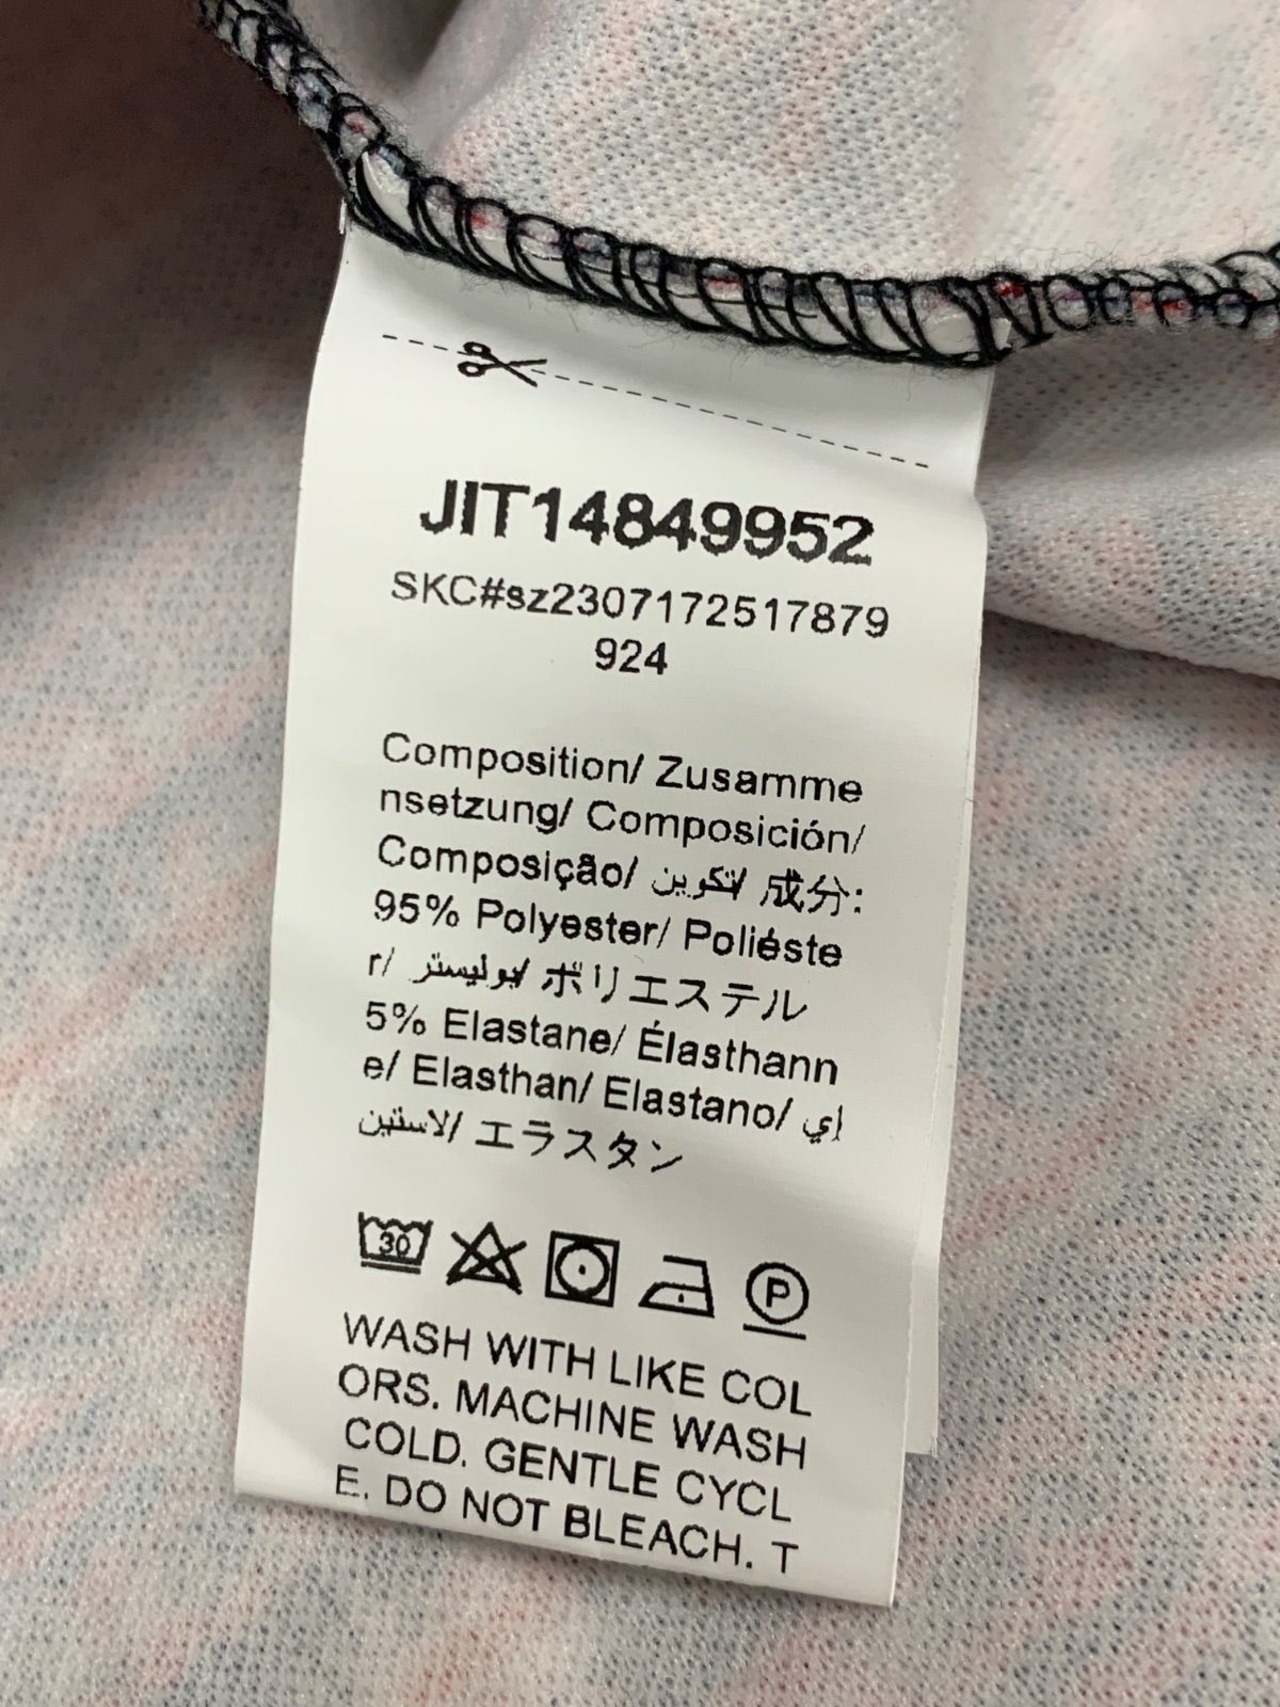 JIT14849952
SKC#sz2307172517879
924
Composition/ Zusamme
nsetzung/ Composición/
Composição/ تكوين/ 成分:
95% Polyester/ Poliéste
r/ بوليستر/ ポリエステル
5% Elastane/ Élasthann
e/ Elasthan/ Elastano/ إي
لاستين/ エラスタン
30 P
WASH WITH LIKE COL
ORS. MACHINE WASH
COLD. GENTLE CYCL
E. DO NOT BLEACH. T